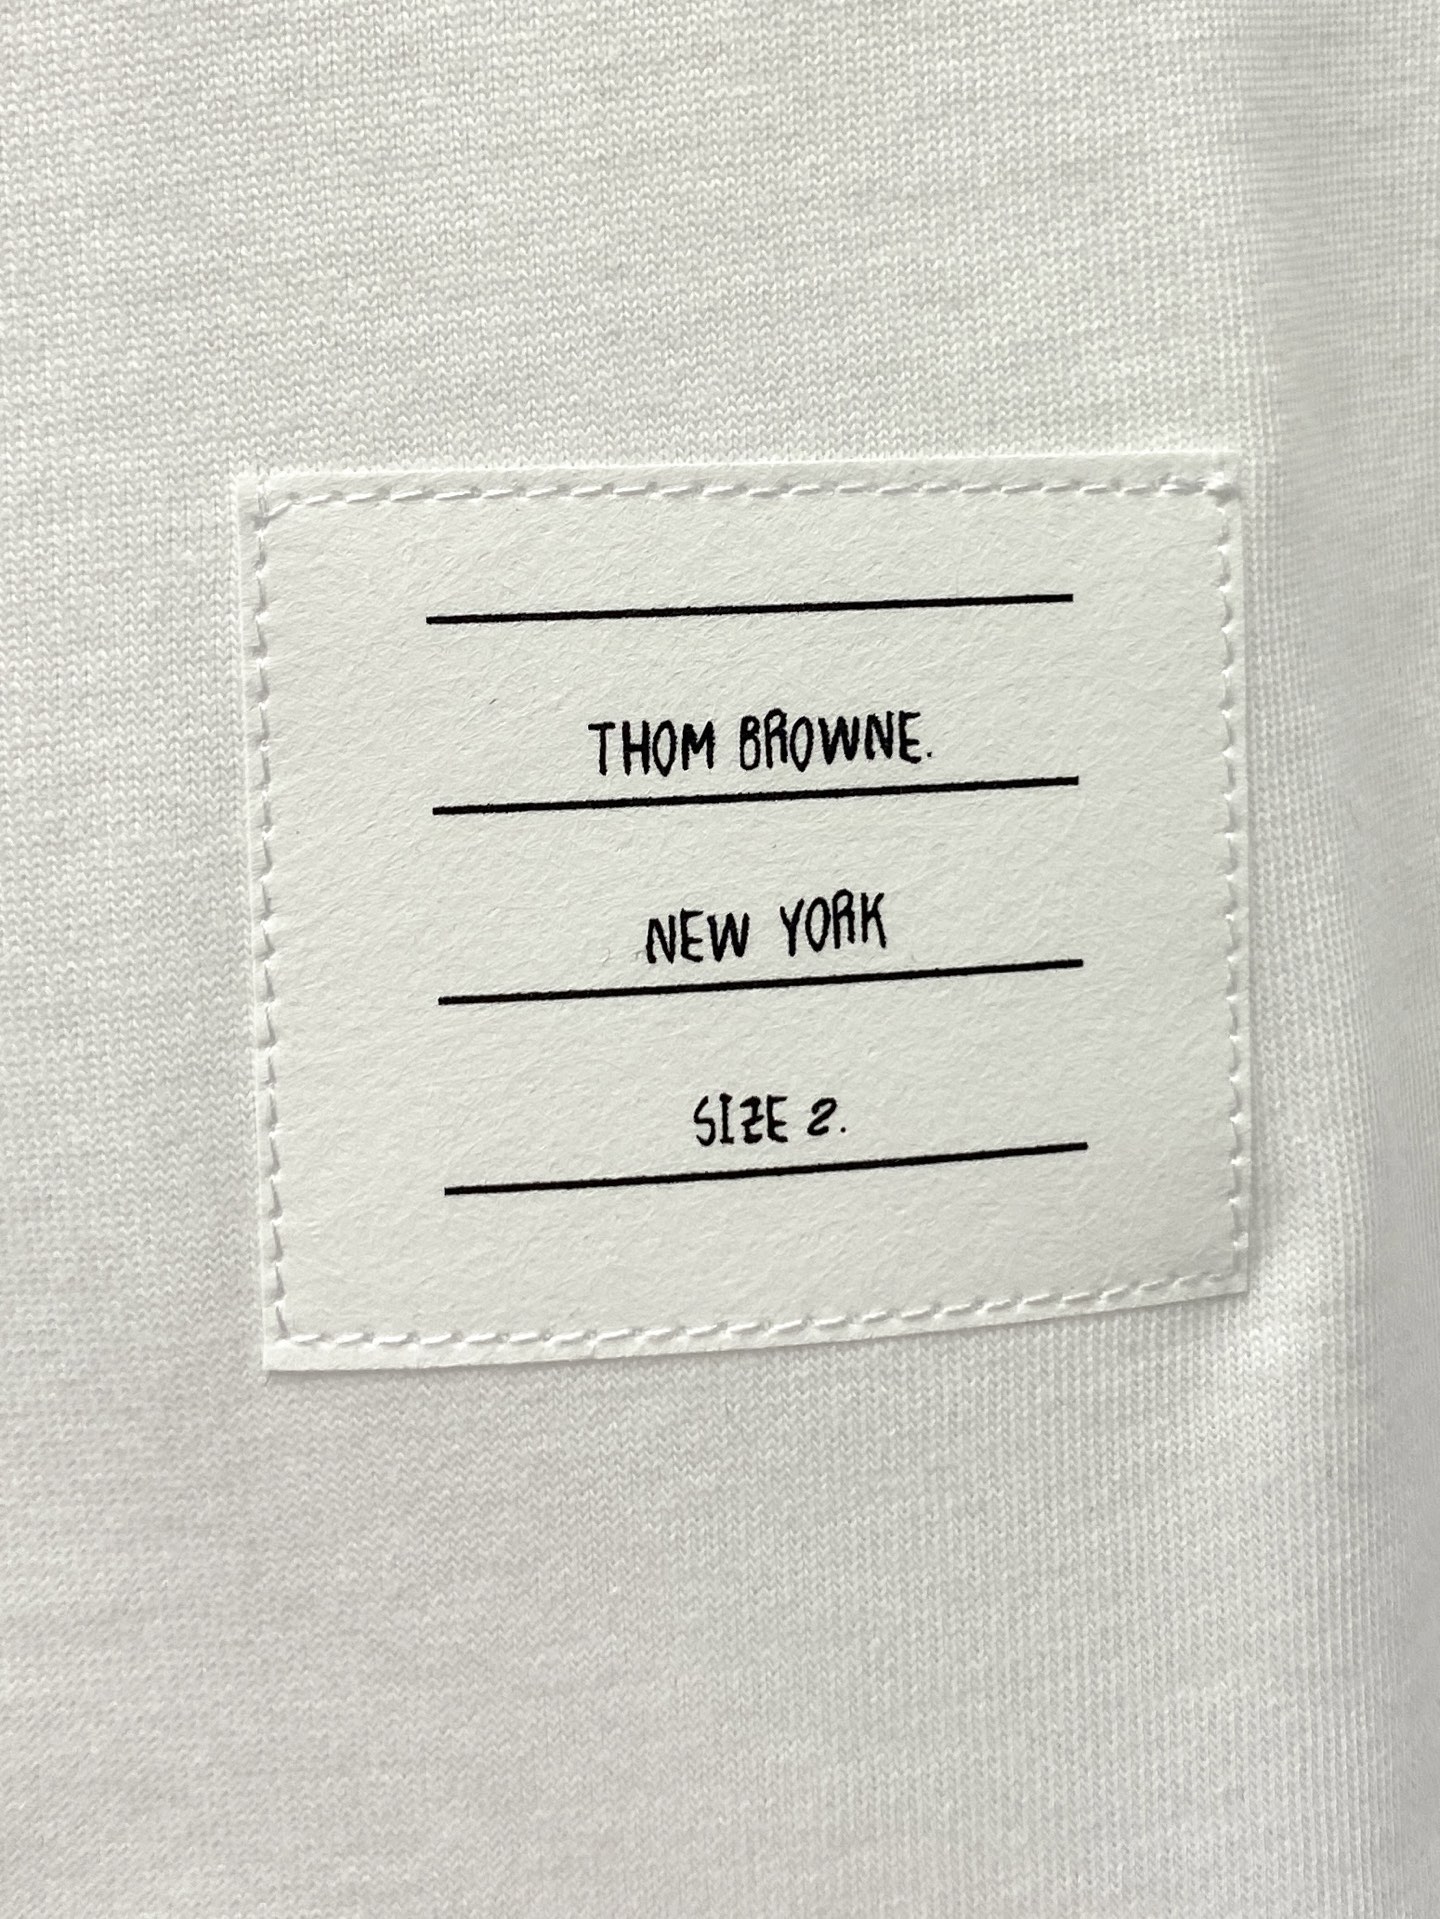 THOM BROWNE.
NEW YORK
SIZE 2.